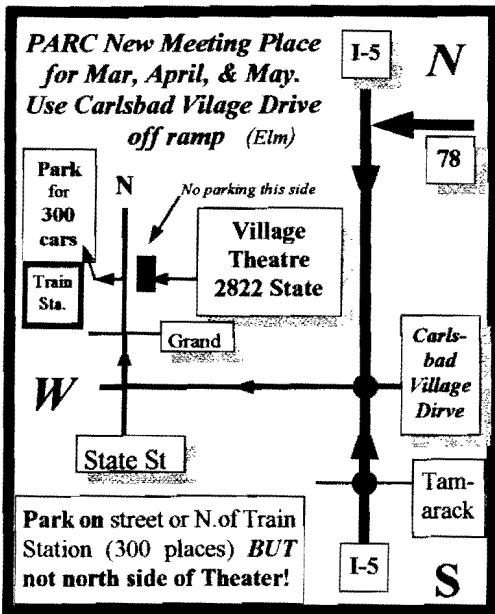 PARC New Meeting Place
for Mar, April, & May.
Use Carlsbad Vilage Drive
off ramp (Elm)
I-5
N
78
Park
for
300
cars
N
No parking this side
Village
Theatre
2822 State
Train
Sta.
Grand
W
Carls-
bad
Village
Dirve
State St
Tam-
arack
Park on street or N.of Train
Station (300 places) BUT
not north side of Theater!
I-5
S